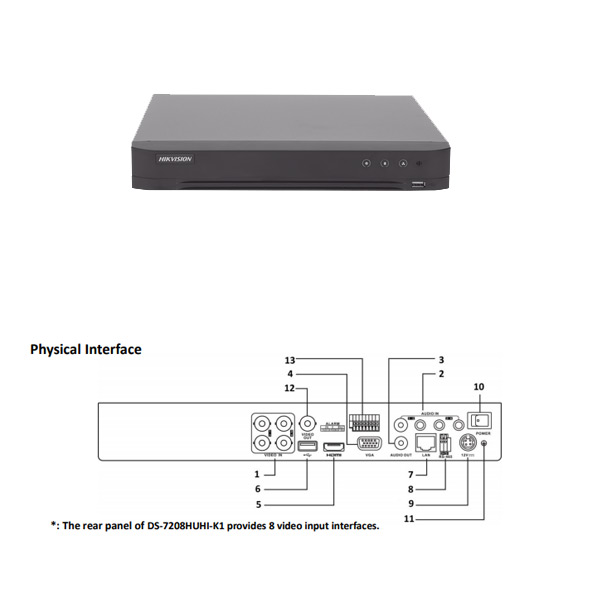 HIKVISION
Physical Interface
13
3
4
2
12
10
AUDIO IN
ALARM
POWER
VIDEO OUT
VIDEO IN
HDMI
VGA
AUDIO OUT
LAN
RS-485
12V
1
7
6
8
5
9
11
*: The rear panel of DS-7208HUHI-K1 provides 8 video input interfaces.